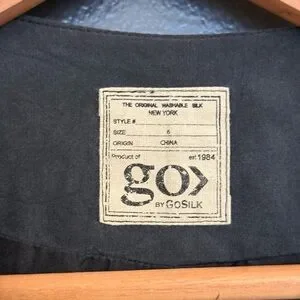 THE ORIGINAL WASHABLE SILK
NEW YORK
STYLE #
SIZE 6
ORIGIN CHINA
Product of est 1984
go>
BY GOSILK